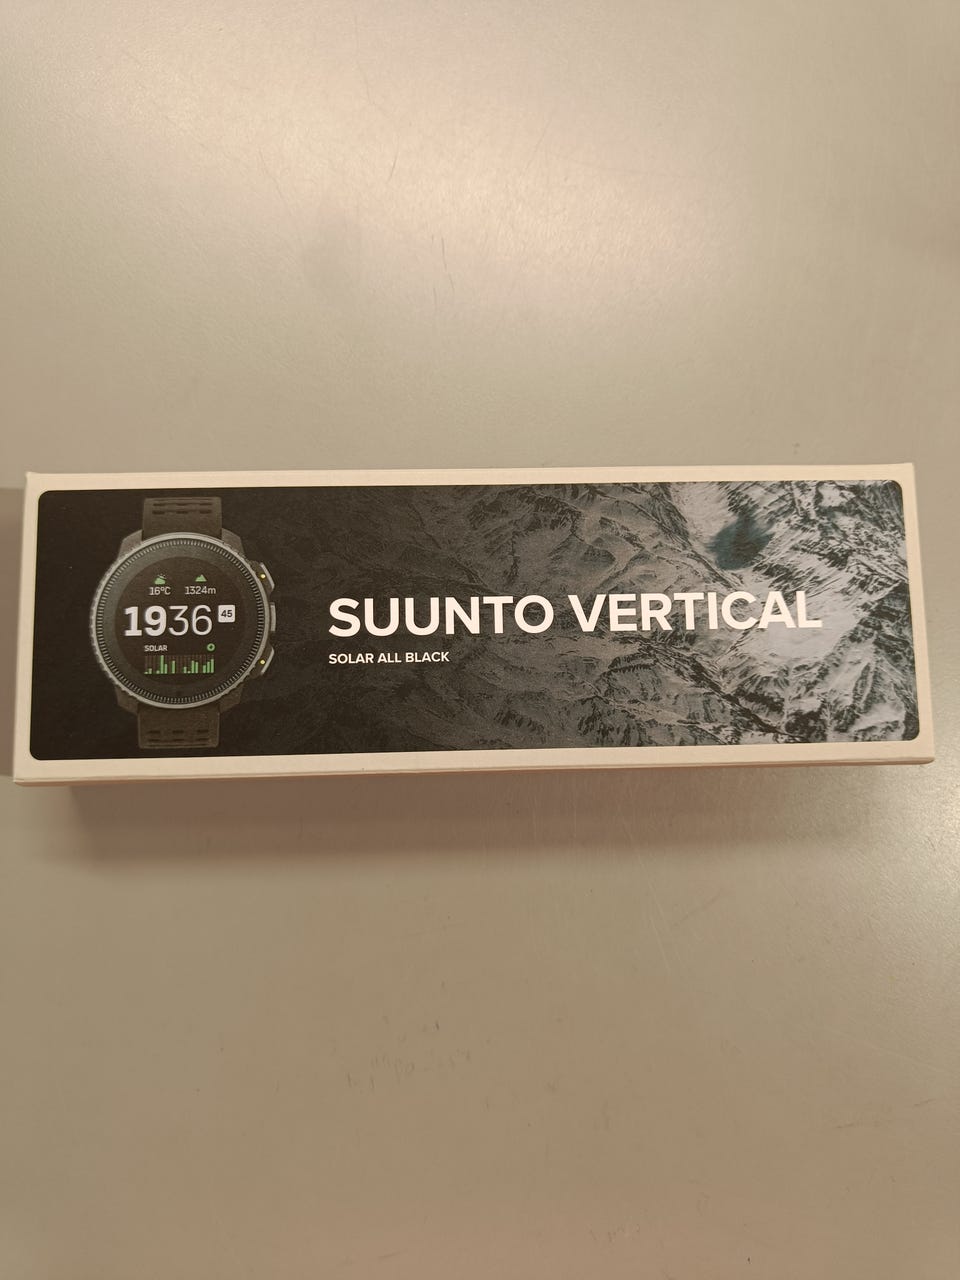 16°C 1324m
1936 45
SOLAR
SUUNTO VERTICAL
SOLAR ALL BLACK